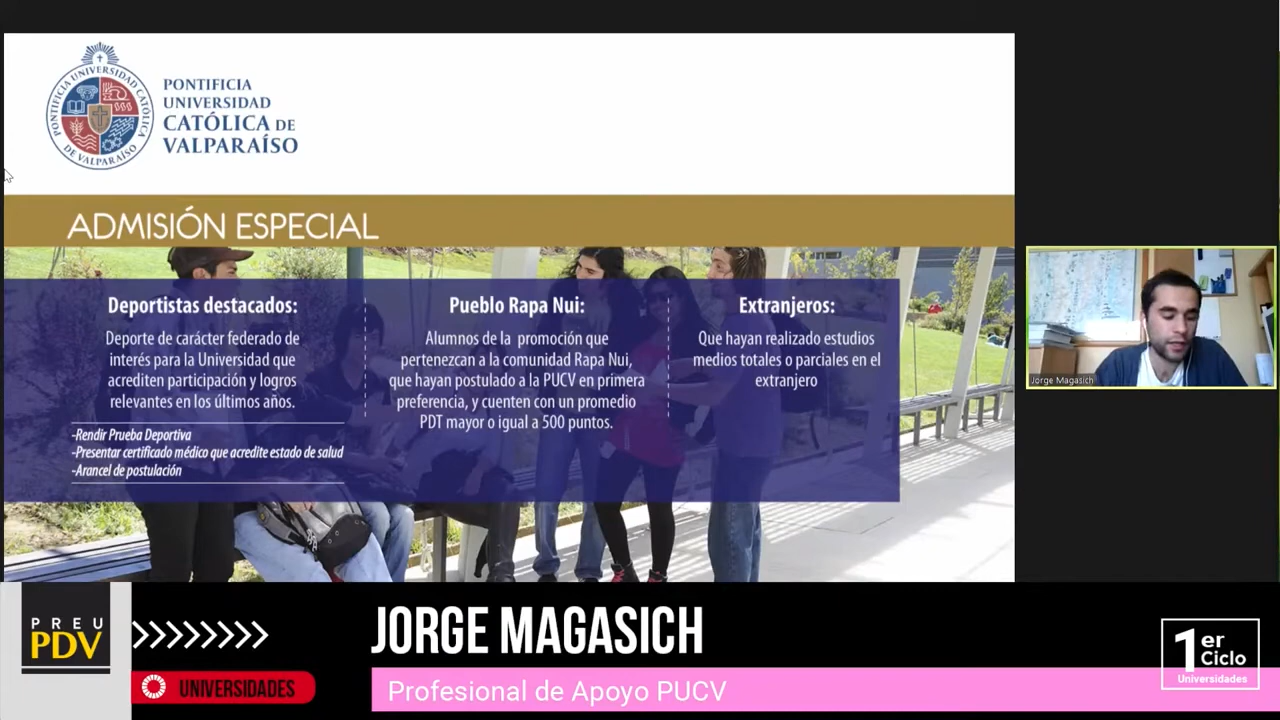 PONTIFICIA UNIVERSIDAD CATÓLICA
DE VALPARAÍSO
PONTIFICIA
UNIVERSIDAD
CATÓLICA DE
VALPARAÍSO
ADMISIÓN ESPECIAL
Deportistas destacados:
Deporte de carácter federado de
interés para la Universidad que
acrediten participación y logros
relevantes en los últimos años.
-Rendir Prueba Deportiva
-Presentar certificado médico que acredite estado de salud
-Arancel de postulación
Pueblo Rapa Nui:
Alumnos de la promoción que
pertenezcan a la comunidad Rapa Nui,
que hayan postulado a la PUCV en primera
preferencia, y cuenten con un promedio
PDT mayor o igual a 500 puntos.
Extranjeros:
Que hayan realizado estudios
medios totales o parciales en el
extranjero
Jorge Magasich
PREU
PDV
UNIVERSIDADES
JORGE MAGASICH
Profesional de Apoyo PUCV
1er
Ciclo
Universidades